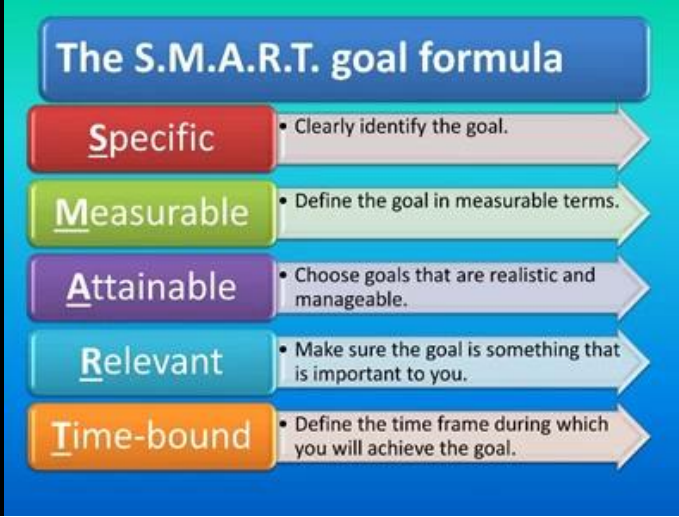 The S.M.A.R.T. goal formula
Specific
• Clearly identify the goal.
Measurable
• Define the goal in measurable terms.
Attainable
• Choose goals that are realistic and
manageable.
Relevant
• Make sure the goal is something that
is important to you.
Time-bound
• Define the time frame during which
you will achieve the goal.